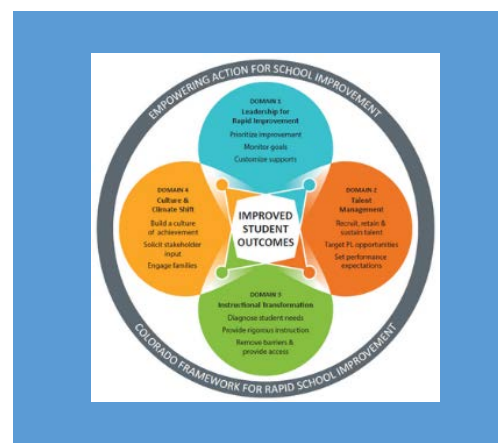 EMPOWERING ACTION FOR SCHOOL IMPROVEMENT
DOMAIN 1
Leadership for
Rapid Improvement
Prioritize improvement
Monitor goals
Customize supports
DOMAIN 4
Culture &
Climate Shift
Build a culture
of achievement
Solicit stakeholder
input
Engage families
IMPROVED
STUDENT
OUTCOMES
DOMAIN 2
Talent
Management
Recruit, retain &
sustain talent
Target PL opportunities
Set performance
expectations
DOMAIN 3
Instructional Transformation
Diagnose student needs
Provide rigorous instruction
Remove barriers &
provide access
COLORADO FRAMEWORK FOR RAPID SCHOOL IMPROVEMENT